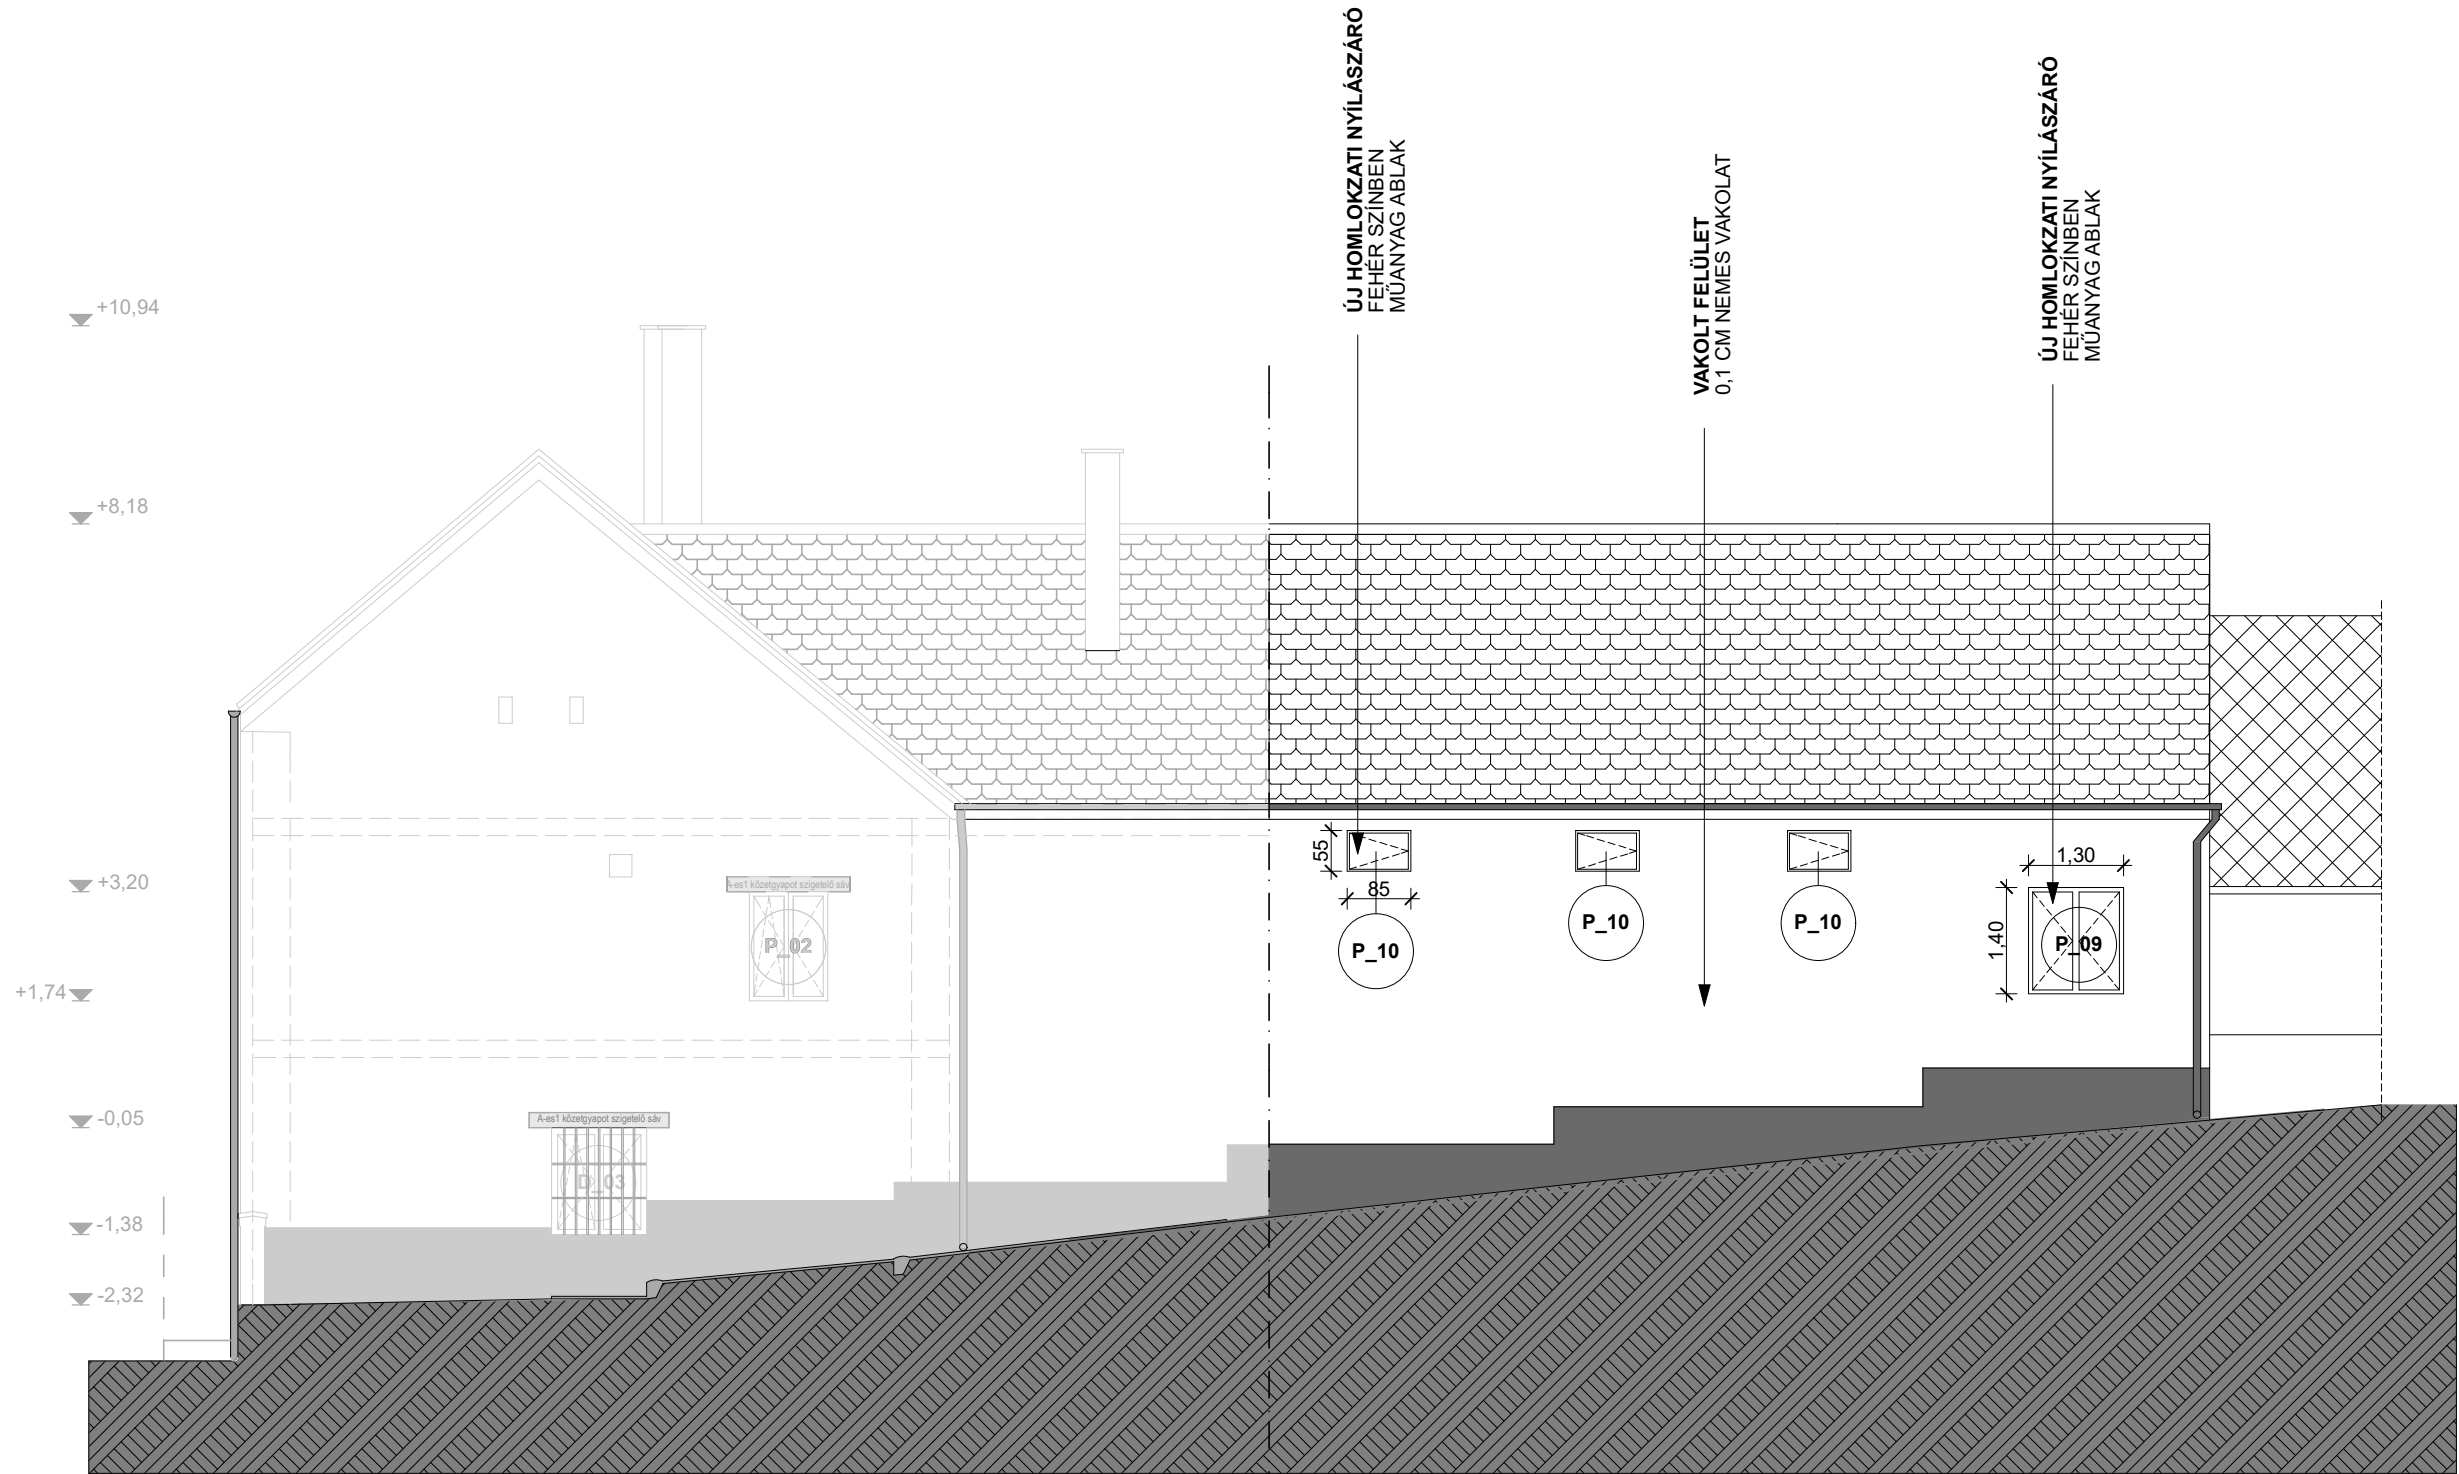 ÚJ HOMLOKZATI NYÍLÁSZÁRÓ
FEHÉR SZÍNBEN
MŰANYAG ABLAK
VAKOLT FELÜLET
0,1 CM NEMES VAKOLAT
ÚJ HOMLOKZATI NYÍLÁSZÁRÓ
FEHÉR SZÍNBEN
MŰANYAG ABLAK
+10,94
+8,18
+3,20
+1,74
-0,05
-1,38
-2,32
A-es1 kőzetgyapot szigetelő sáv
P_02
A-es1 kőzetgyapot szigetelő sáv
D_03
55
85
P_10
P_10
P_10
1,30
1,40
P_09